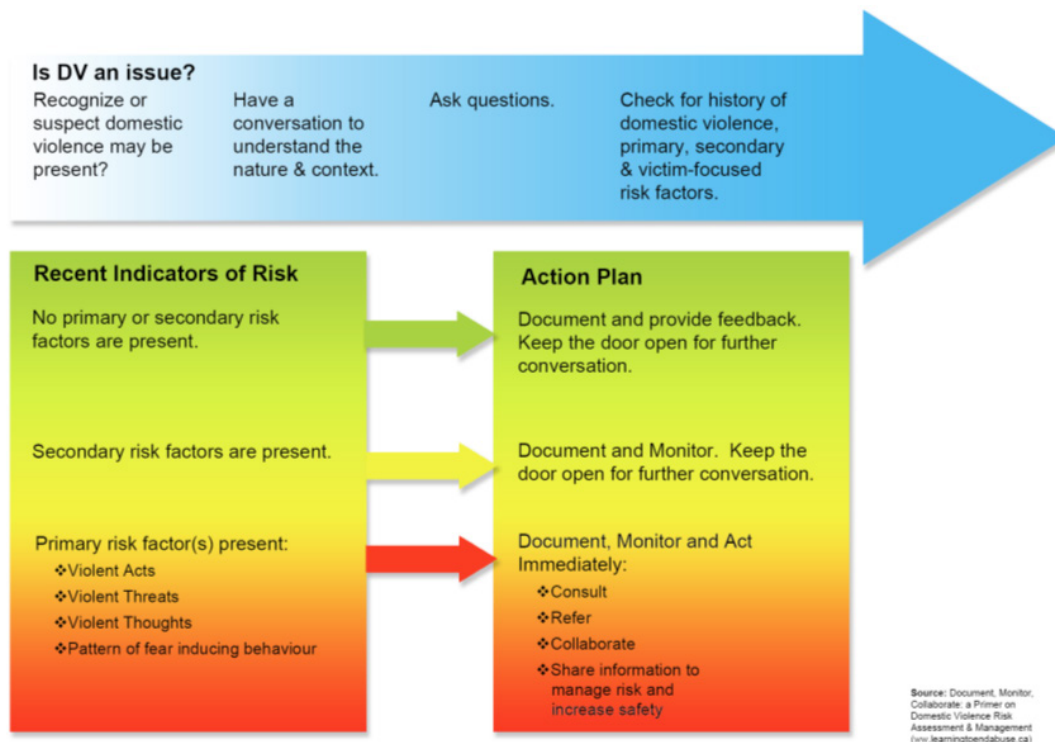 Is DV an issue?
Recognize or
suspect domestic
violence may be
present?
Have a
conversation to
understand the
nature & context.
Ask questions.
Check for history of
domestic violence,
primary, secondary
& victim-focused
risk factors.
Recent Indicators of Risk
No primary or secondary risk
factors are present.
Secondary risk factors are present.
Primary risk factor(s) present:
❖Violent Acts
❖Violent Threats
❖Violent Thoughts
❖Pattern of fear inducing behaviour
Action Plan
Document and provide feedback.
Keep the door open for further
conversation.
Document and Monitor. Keep the
door open for further conversation.
Document, Monitor and Act
Immediately:
❖Consult
❖Refer
❖Collaborate
❖Share information to
manage risk and
increase safety
Source: Document, Monitor,
Collaborate: a Primer on
Domestic Violence Risk
Assessment & Management
(ww.learningtoendabuse.ca)